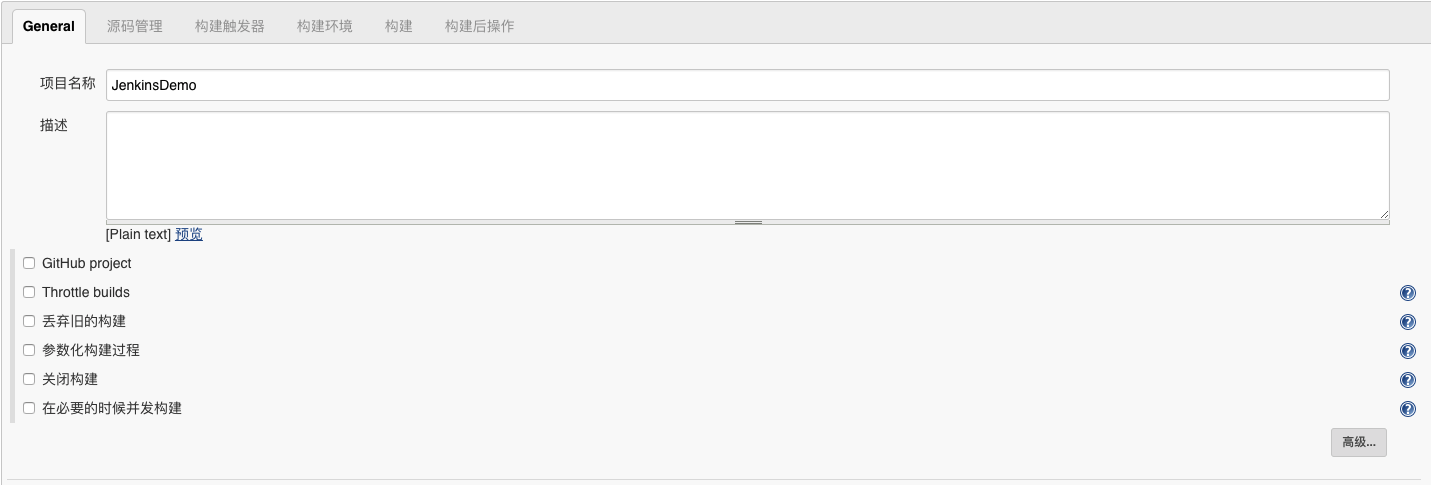 General 源码管理 构建触发器 构建环境 构建 构建后操作
项目名称 JenkinsDemo
描述
[Plain text] 预览
GitHub project
Throttle builds
丢弃旧的构建
参数化构建过程
关闭构建
在必要的时候并发构建
高级...